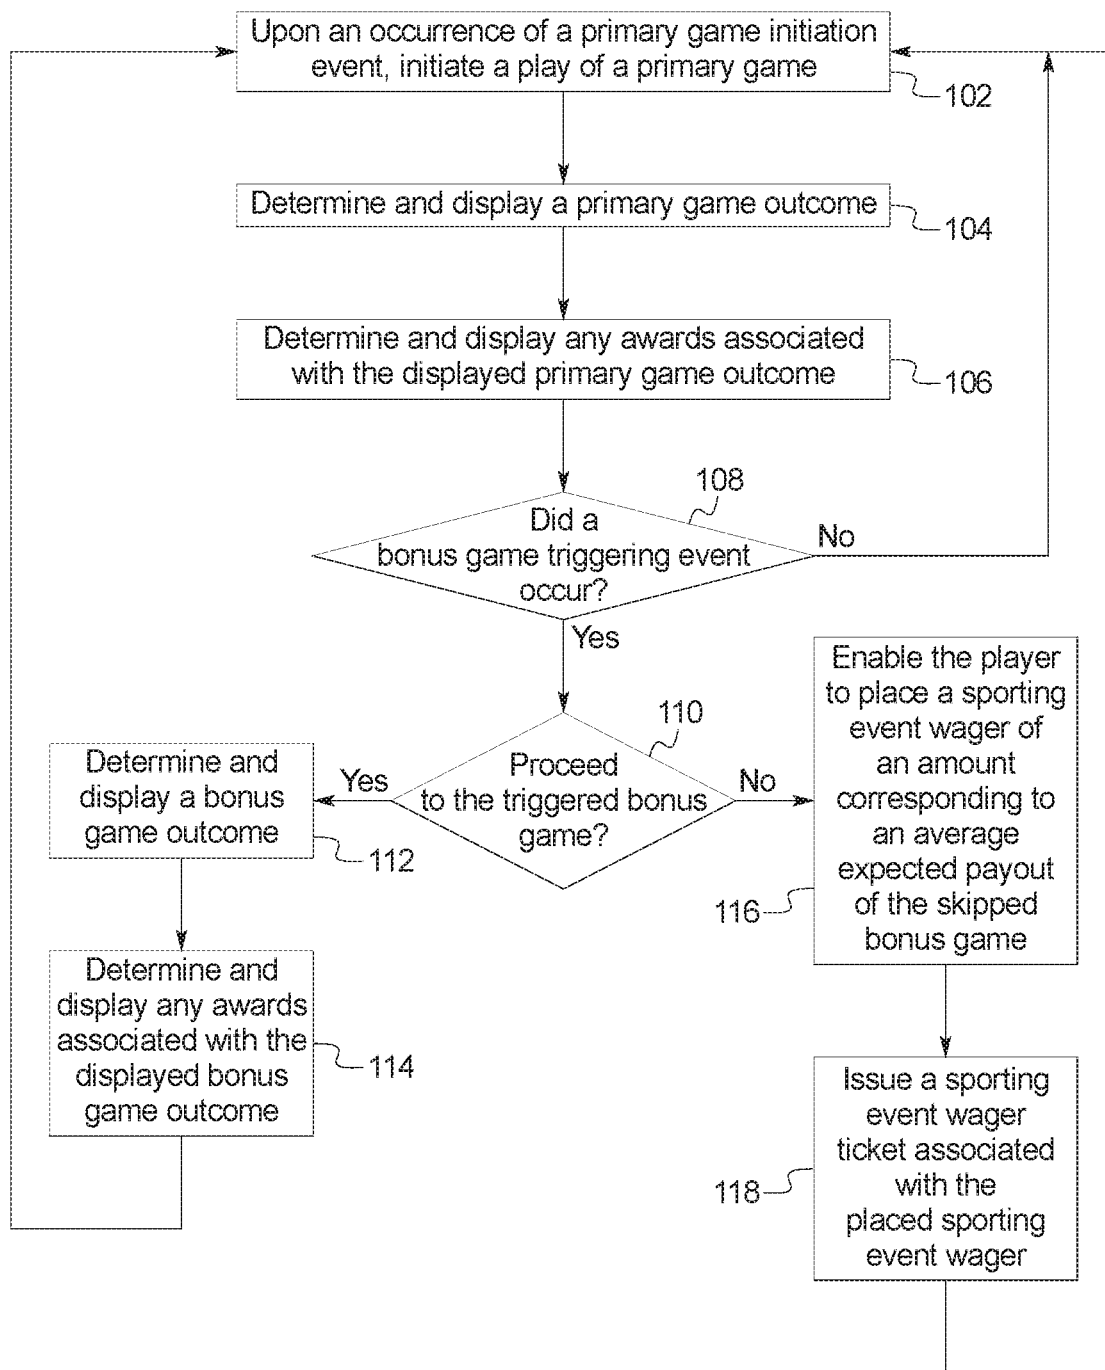 Upon an occurrence of a primary game initiation
event, initiate a play of a primary game
102
Determine and display a primary game outcome
104
Determine and display any awards associated
with the displayed primary game outcome
106
108
Did a
bonus game triggering event
occur?
No
Yes
110
Proceed
to the triggered bonus
game?
Yes
No
Determine and
display a bonus
game outcome
112
Determine and
display any awards
associated with the
displayed bonus
game outcome
114
Enable the player
to place a sporting
event wager of
an amount
corresponding to
an average
expected payout
of the skipped
bonus game
116
Issue a sporting
event wager
ticket associated
with the
placed sporting
event wager
118